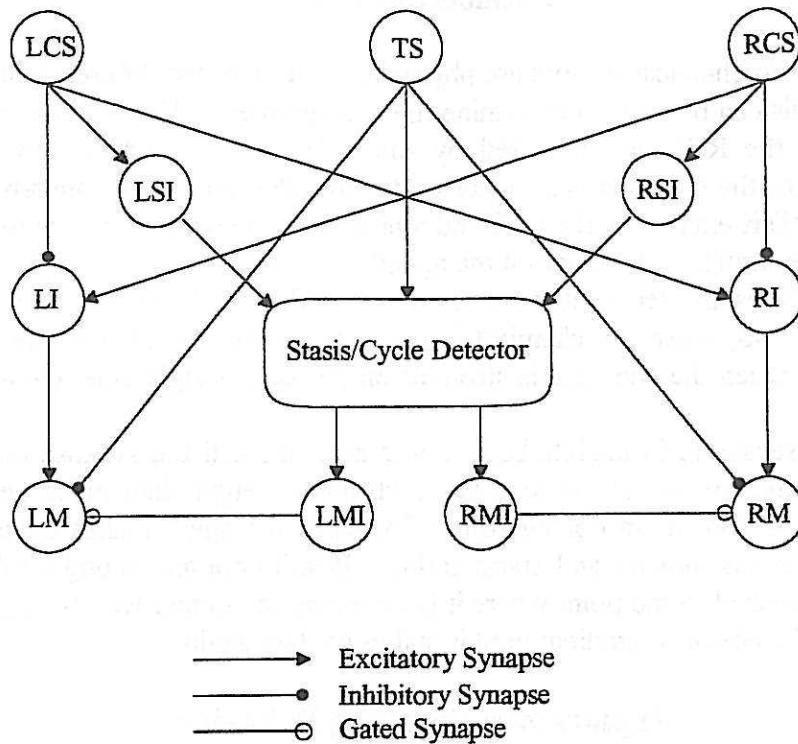 LCS
TS
RCS
LSI
RSI
LI
RI
Stasis/Cycle Detector
LM
LMI
RMI
RM
Excitatory Synapse
Inhibitory Synapse
Gated Synapse